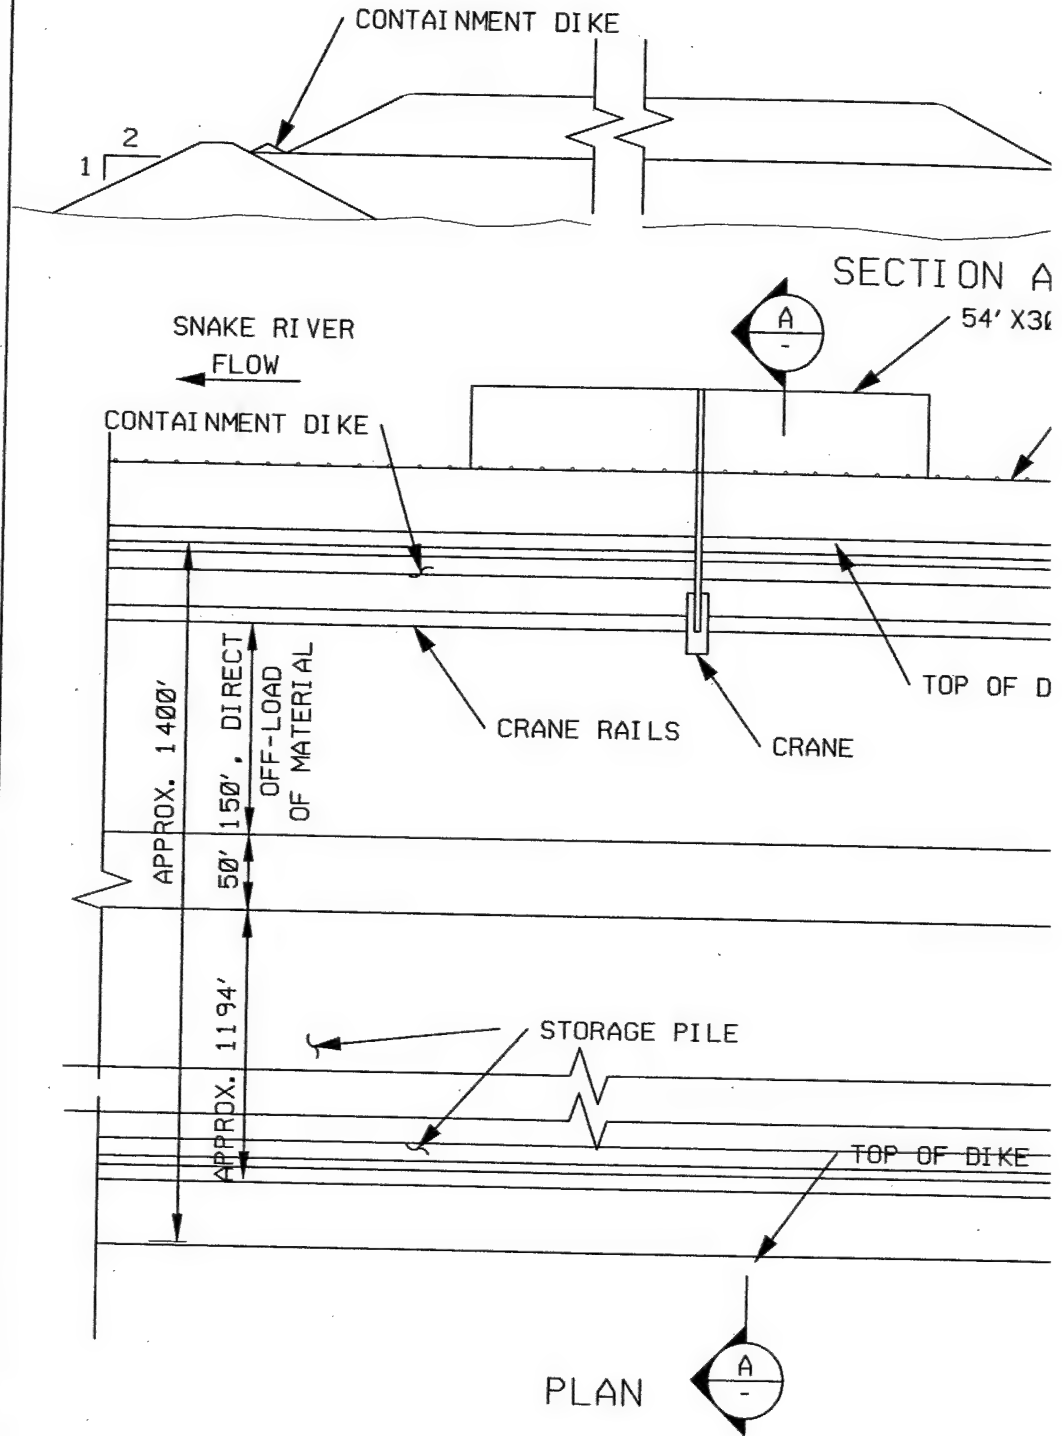 CONTAINMENT DIKE
2
1
SECTION A
A
-
54' X30
SNAKE RIVER
FLOW
CONTAINMENT DIKE
TOP OF D
CRANE RAILS
CRANE
APPROX. 1400'
150', DIRECT
OFF-LOAD
OF MATERIAL
50'
APPROX. 1194'
STORAGE PILE
TOP OF DIKE
PLAN
A
-